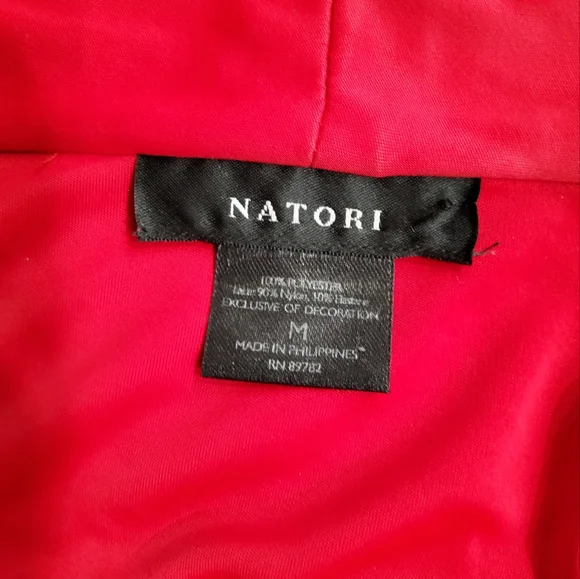 NATORI
100% POLYESTER
Lace: 90% Nylon, 10% Elastane
EXCLUSIVE OF DECORATION
M
MADE IN PHILIPPINES
RN 89782